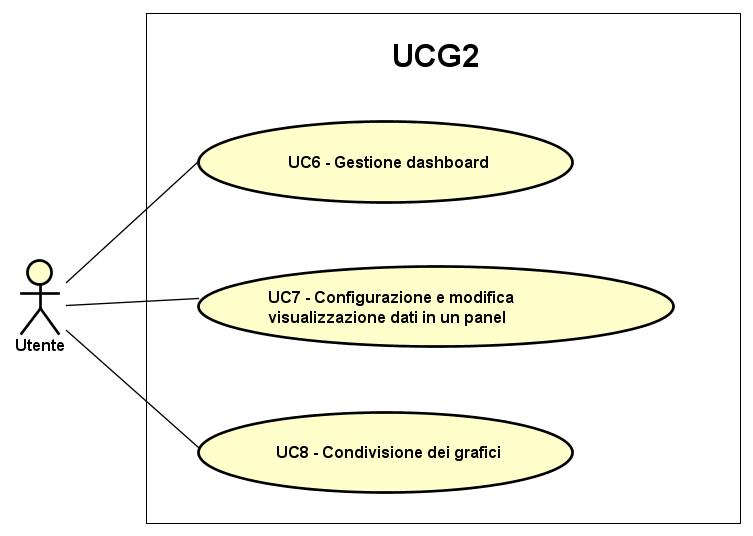 UCG2
UC6 - Gestione dashboard
UC7 - Configurazione e modifica
visualizzazione dati in un panel
Utente
UC8 - Condivisione dei grafici